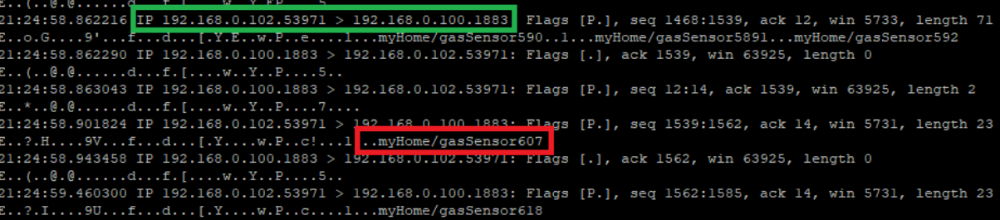 E..(..@.@......d...f.[....w..Y..P....5..
21:24:58.862216 IP 192.168.0.102.53971 > 192.168.0.100.1883: Flags [P.], seq 1468:1539, ack 12, win 5733, length 71
E..o.G....9'...f...d...[.Y.E..w.P..e....l...myHome/gasSensor590..1...myHome/gasSensor5891...myHome/gasSensor592
21:24:58.862290 IP 192.168.0.100.1883 > 192.168.0.102.53971: Flags [.], ack 1539, win 63925, length 0
E..(..@.@......d...f.[....w..Y..P....5..
21:24:58.863043 IP 192.168.0.100.1883 > 192.168.0.102.53971: Flags [P.], seq 12:14, ack 1539, win 63925, length 2
E..*..@.@......d...f.[....w..Y..P....7....
21:24:58.901824 IP 192.168.0.102.53971 > 192.168.0.100.1883: Flags [P.], seq 1539:1562, ack 14, win 5731, length 23
E..?.H....9V...f...d...[.Y....w.P..c!...l...myHome/gasSensor607
21:24:58.943458 IP 192.168.0.100.1883 > 192.168.0.102.53971: Flags [.], ack 1562, win 63925, length 0
E..(..@.@......d...f.[....w..Y..P....5..
21:24:59.460300 IP 192.168.0.102.53971 > 192.168.0.100.1883: Flags [P.], seq 1562:1585, ack 14, win 5731, length 23
E..?.I....9U...f...d...[.Y....w.P..c....l...myHome/gasSensor618